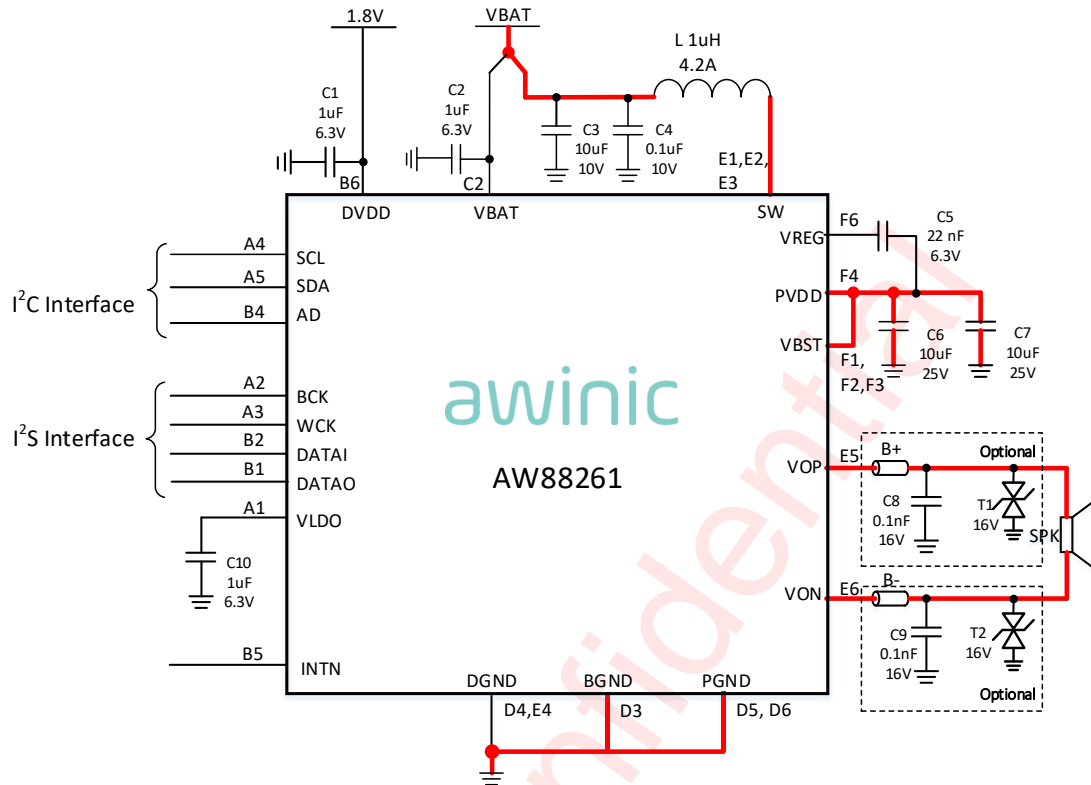 1.8V
VBAT
L 1uH
4.2A
C1
1uF
6.3V
C2
1uF
6.3V
C3
10uF
10V
C4
0.1uF
10V
E1,E2,
E3
B6
C2
DVDD
VBAT
SW
I2C Interface
A4
SCL
A5
SDA
B4
AD
I2S Interface
A2
BCK
A3
WCK
B2
DATAI
B1
DATAO
A1
VLDO
C10
1uF
6.3V
B5
INTN
awinic
AW88261
VREG
F6
C5
22 nF
6.3V
PVDD
F4
VBST
F1,
F2,F3
C6
10uF
25V
C7
10uF
25V
VOP
E5
B+
Optional
C8
0.1nF
16V
T1
16V
SPK
VON
E6
B-
C9
0.1nF
16V
T2
16V
Optional
DGND
BGND
PGND
D4,E4
D3
D5, D6
nfidential